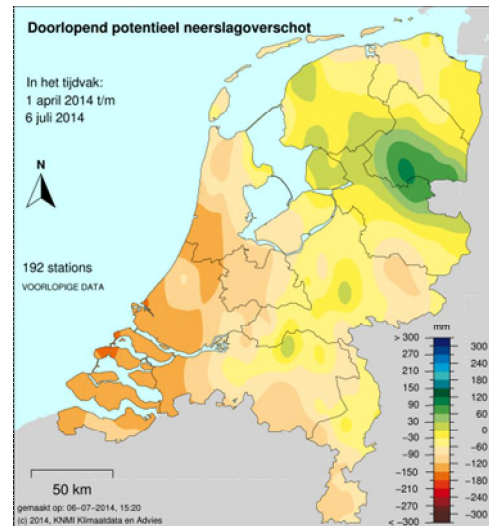 Doorlopend potentieel neerslagoverschot
In het tijdvak:
1 april 2014 t/m
6 juli 2014
N
192 stations
VOORLOPIGE DATA
mm
> 300
270
210
150
90
30
-30
-90
-150
-210
-270
< -300
300
240
180
120
60
0
-60
-120
-180
-240
-300
50 km
gemaakt op: 06-07-2014, 15:20
(c) 2014, KNMI Klimaatdata en Advies